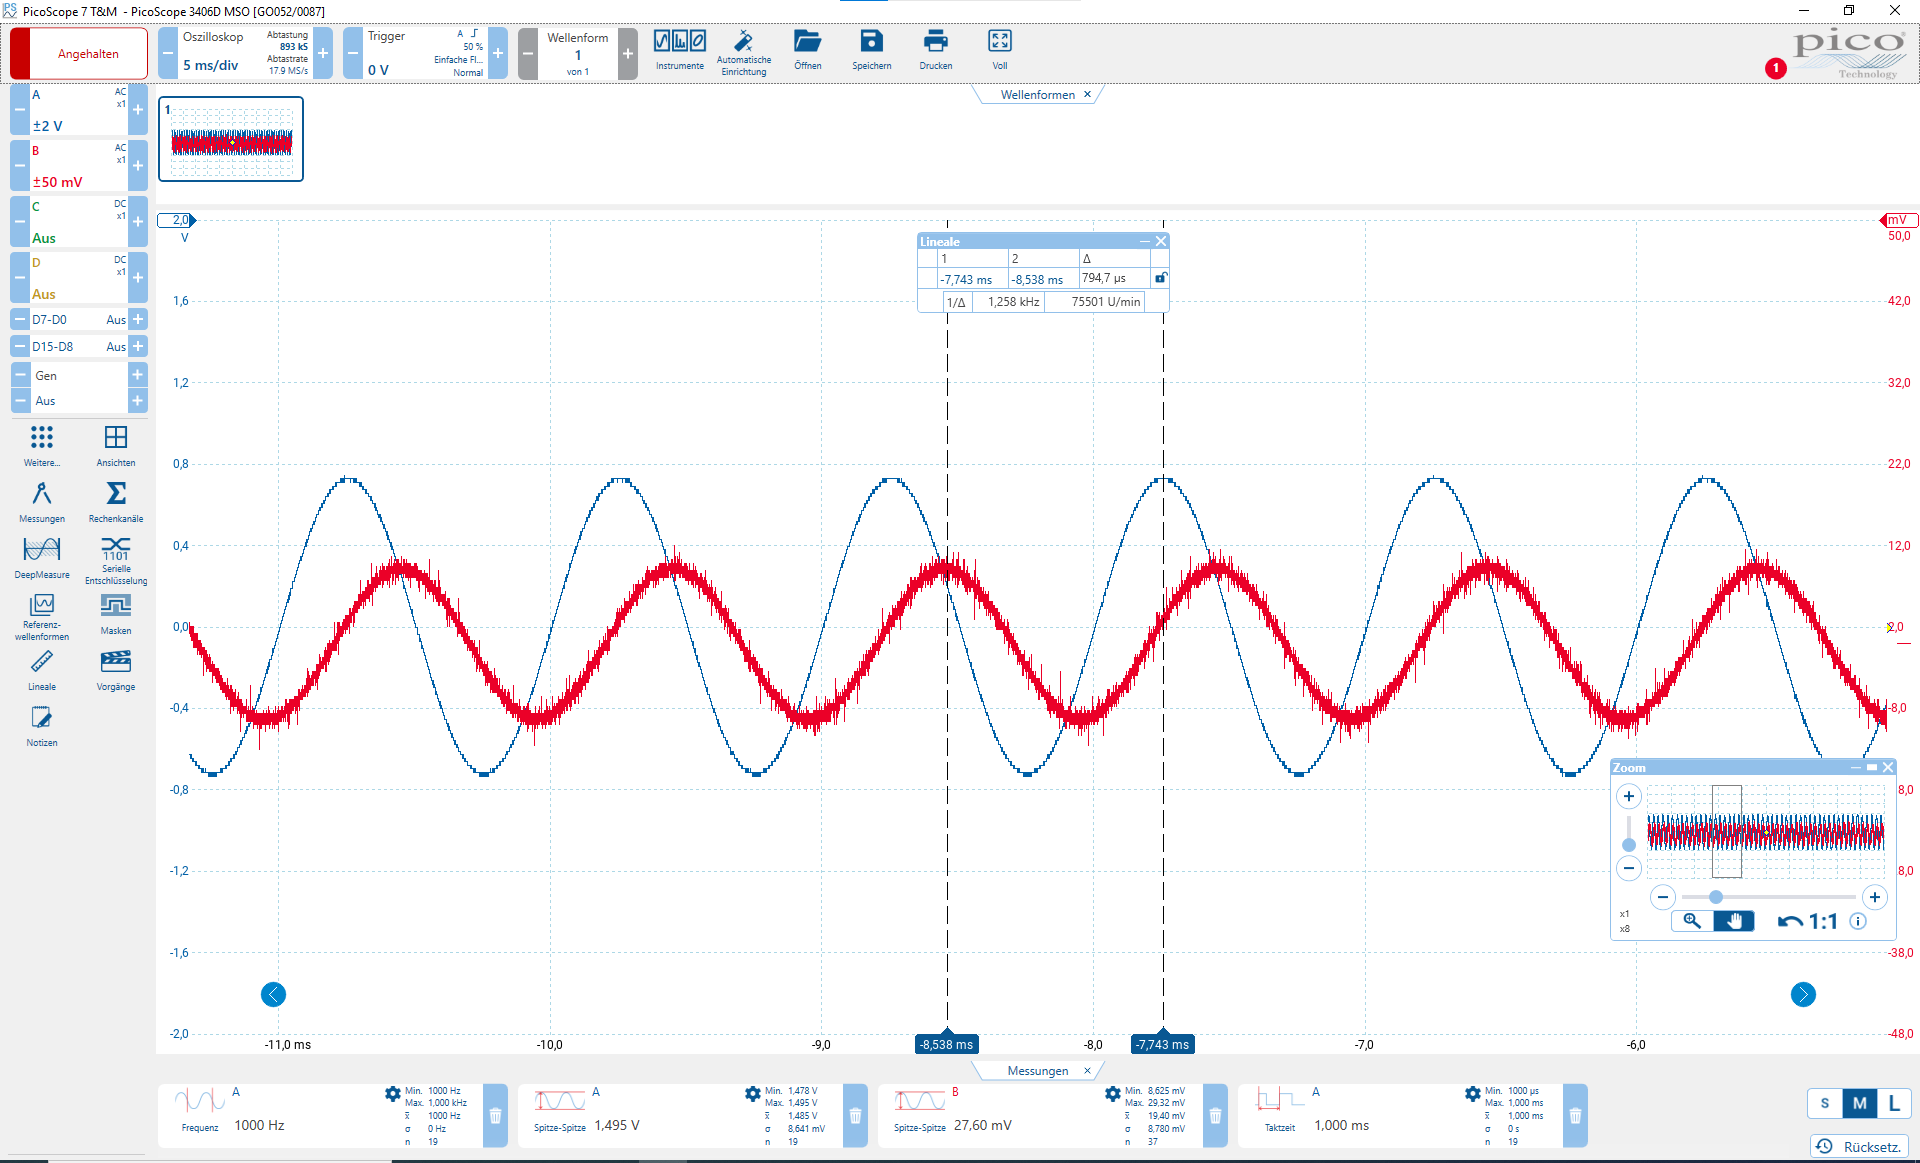 PicoScope 7 T&M - PicoScope 3406D MSO [GO052/0087]
Angehalten
Oszilloskop
5 ms/div
Abtastung
893 kS
Abtastrate
17.9 MS/s
Trigger
0 V
A
50 %
Einfache Fl...
Normal
Wellenform
1
von 1
Instrumente
Automatische
Einrichtung
Öffnen
Speichern
Drucken
Voll
1
pico
Technology
A
AC
x1
±2 V
B
AC
x1
±50 mV
C
DC
x1
Aus
D
DC
x1
Aus
D7-D0 Aus
D15-D8 Aus
Gen
Aus
Weitere...
Ansichten
Messungen
Rechenkanäle
DeepMeasure
1101
Serielle
Entschlüsselung
Referenz-
wellenformen
Masken
Lineale
Vorgänge
Notizen
Wellenformen ×
1
2,0
V
1,6
1,2
0,8
0,4
0,0
-0,4
-0,8
-1,2
-1,6
-2,0
Lineale
1 2 Δ
-7,743 ms -8,538 ms 794,7 µs
1/Δ 1,258 kHz 75501 U/min
mV
50,0
42,0
32,0
22,0
12,0
2,0
-8,0
8,0
8,0
-38,0
-48,0
Zoom
x1
x8
1:1
-11,0 ms
-10,0
-9,0
-8,538 ms
-8,0
-7,743 ms
-7,0
-6,0
Messungen ×
A
Frequenz 1000 Hz
Min. 1000 Hz
Max. 1,000 kHz
x̄ 1000 Hz
σ 0 Hz
n 19
A
Spitze-Spitze 1,495 V
Min. 1,478 V
Max. 1,495 V
x̄ 1,485 V
σ 8,641 mV
n 19
B
Spitze-Spitze 27,60 mV
Min. 8,625 mV
Max. 29,32 mV
x̄ 19,40 mV
σ 8,780 mV
n 37
A
Taktzeit 1,000 ms
Min. 1000 µs
Max. 1,000 ms
x̄ 1,000 ms
σ 0 s
n 19
S M L
Rücksetz.